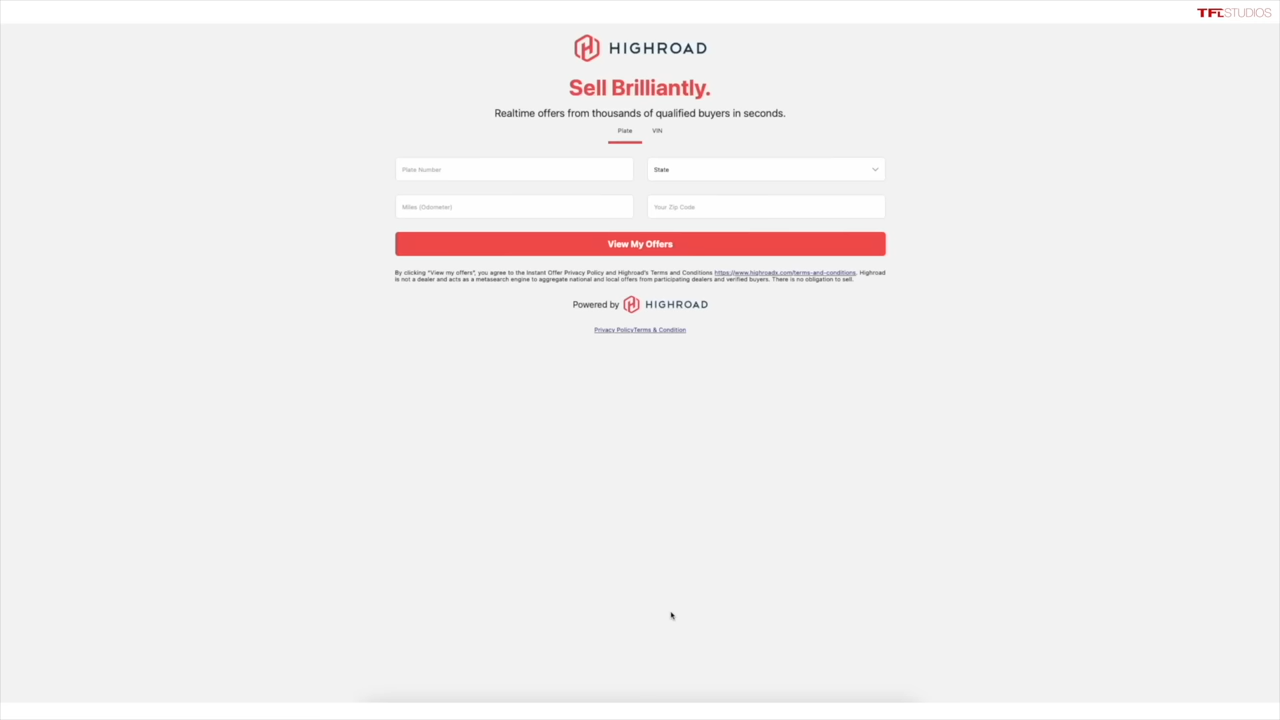 TFLSTUDIOS
HIGHROAD
Sell Brilliantly.
Realtime offers from thousands of qualified buyers in seconds.
Plate VIN
Plate Number State
Miles (Odometer) Your Zip Code
View My Offers
By clicking "View my offers", you agree to the Instant Offer Privacy Policy and Highroad's Terms and Conditions https://www.highroadx.com/terms-and-conditions. Highroad
is not a dealer and acts as a metasearch engine to aggregate national and local offers from participating dealers and verified buyers. There is no obligation to sell.
Powered by HIGHROAD
Privacy PolicyTerms & Condition